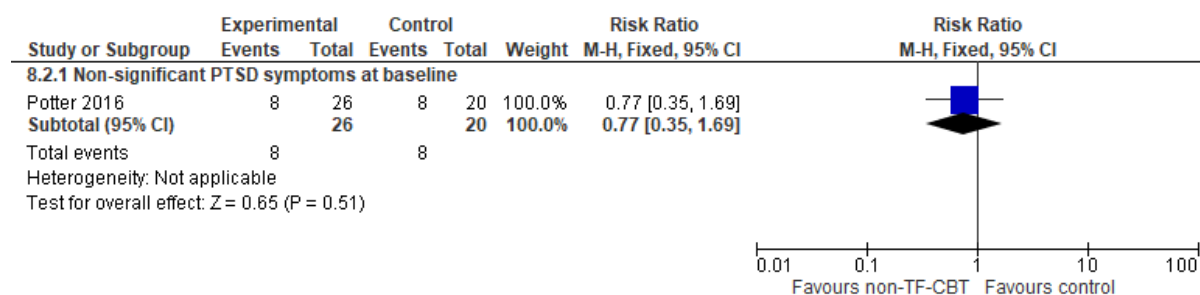 Experimental Control Risk Ratio Risk Ratio
Study or Subgroup Events Total Events Total Weight M-H, Fixed, 95% CI M-H, Fixed, 95% CI
8.2.1 Non-significant PTSD symptoms at baseline
Potter 2016 8 26 8 20 100.0% 0.77 [0.35, 1.69]
Subtotal (95% CI) 26 20 100.0% 0.77 [0.35, 1.69]
Total events 8 8
Heterogeneity: Not applicable
Test for overall effect: Z = 0.65 (P = 0.51)
0.01 0.1 1 10 100
Favours non-TF-CBT Favours control